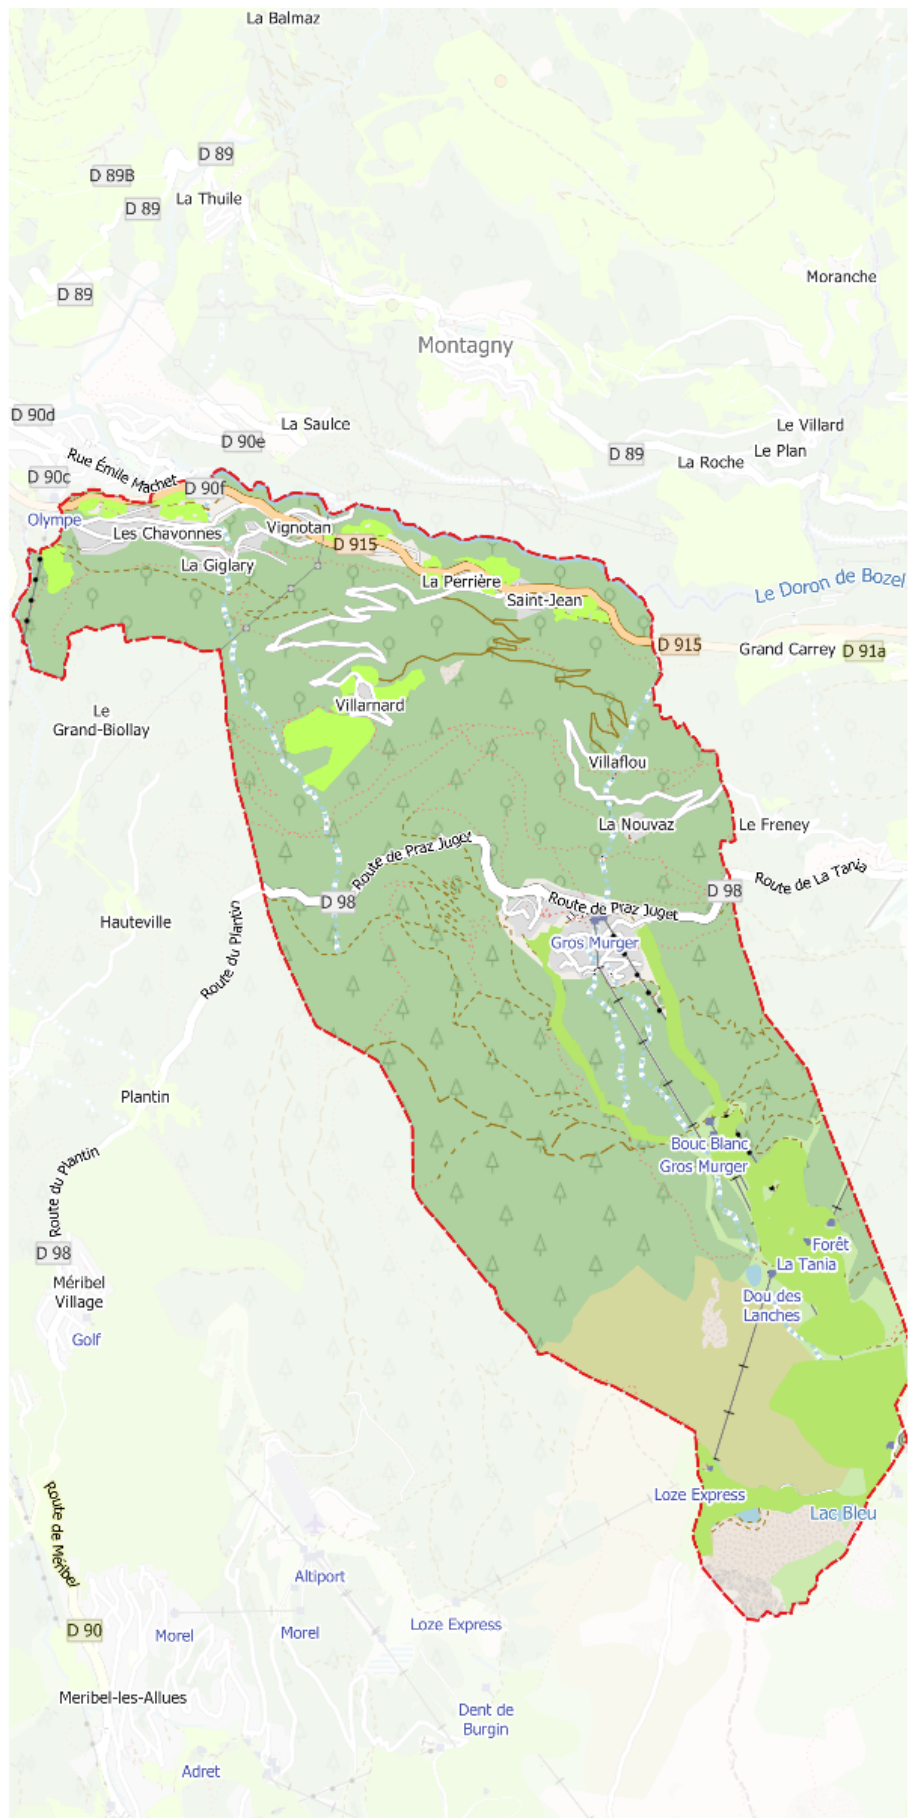 La Balmaz
D 89
D 89B
La Thuile
D 89
Moranche
D 89
Montagny
D 90d
La Saulce
Le Villard
D 90e
Le Plan
D 89
La Roche
Rue Émile Machet
D 90c
D 90f
Olympe
Vignotan
Les Chavonnes
D 915
La Giglary
La Perrière
Le Doron de Bozel
Saint-Jean
D 915
Grand Carrey
D 91a
Villarnard
Le
Grand-Biollay
Villaflou
La Nouvaz
Le Freney
Route de Praz Juget
Route de La Tania
D 98
D 98
Route de Praz Juget
Hauteville
Gros Murger
Route du Plantin
Plantin
Bouc Blanc
Gros Murger
Route du Plantin
Forêt
D 98
La Tania
Méribel
Village
Dou des
Lanches
Golf
Loze Express
Lac Bleu
Route de Méribel
Altiport
D 90
Morel
Morel
Loze Express
Meribel-les-Allues
Dent de
Burgin
Adret